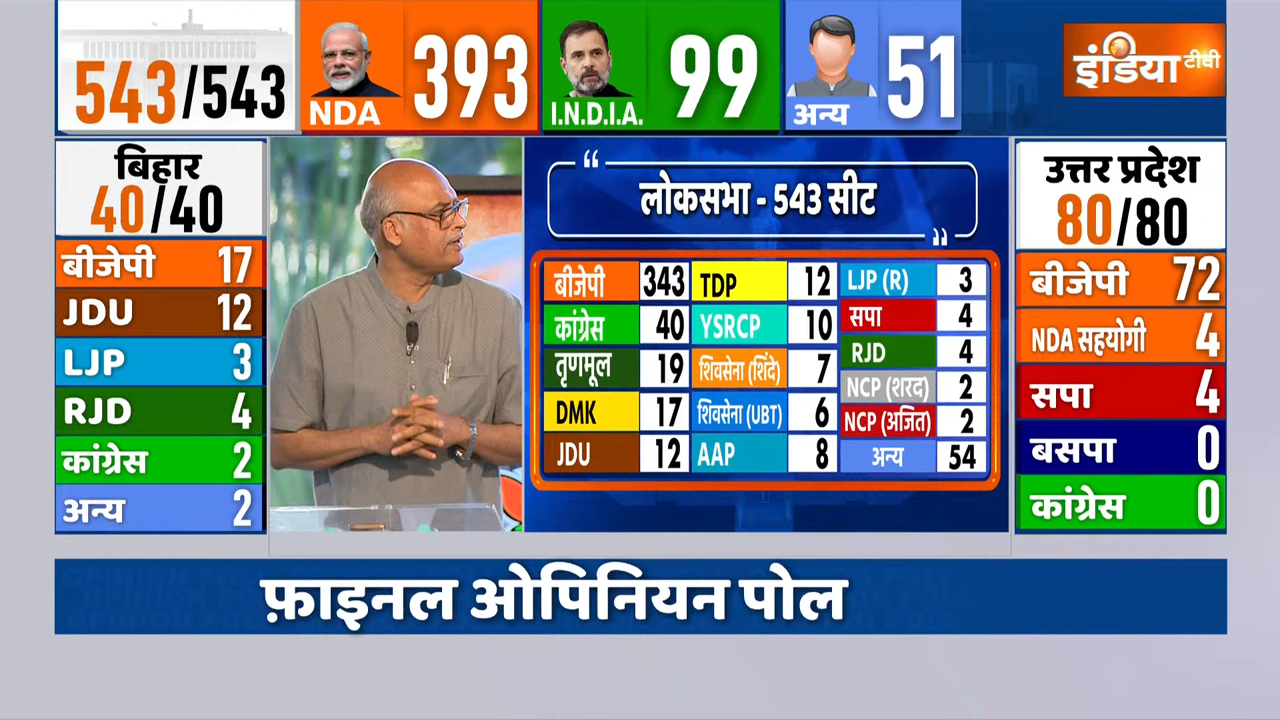 543/543
NDA 393
I.N.D.I.A. 99
अन्य 51
इंडिया टीवी
बिहार
40/40
बीजेपी 17
JDU 12
LJP 3
RJD 4
कांग्रेस 2
अन्य 2
“
लोकसभा - 543 सीट
”
बीजेपी 343 TDP 12 LJP (R) 3
कांग्रेस 40 YSRCP 10 सपा 4
तृणमूल 19 शिवसेना (शिंदे) 7 RJD 4
DMK 17 शिवसेना (UBT) 6 NCP (शरद) 2
JDU 12 AAP 8 NCP (अजित) 2
अन्य 54
उत्तर प्रदेश
80/80
बीजेपी 72
NDA सहयोगी 4
सपा 4
बसपा 0
कांग्रेस 0
फ़ाइनल ओपिनियन पोल